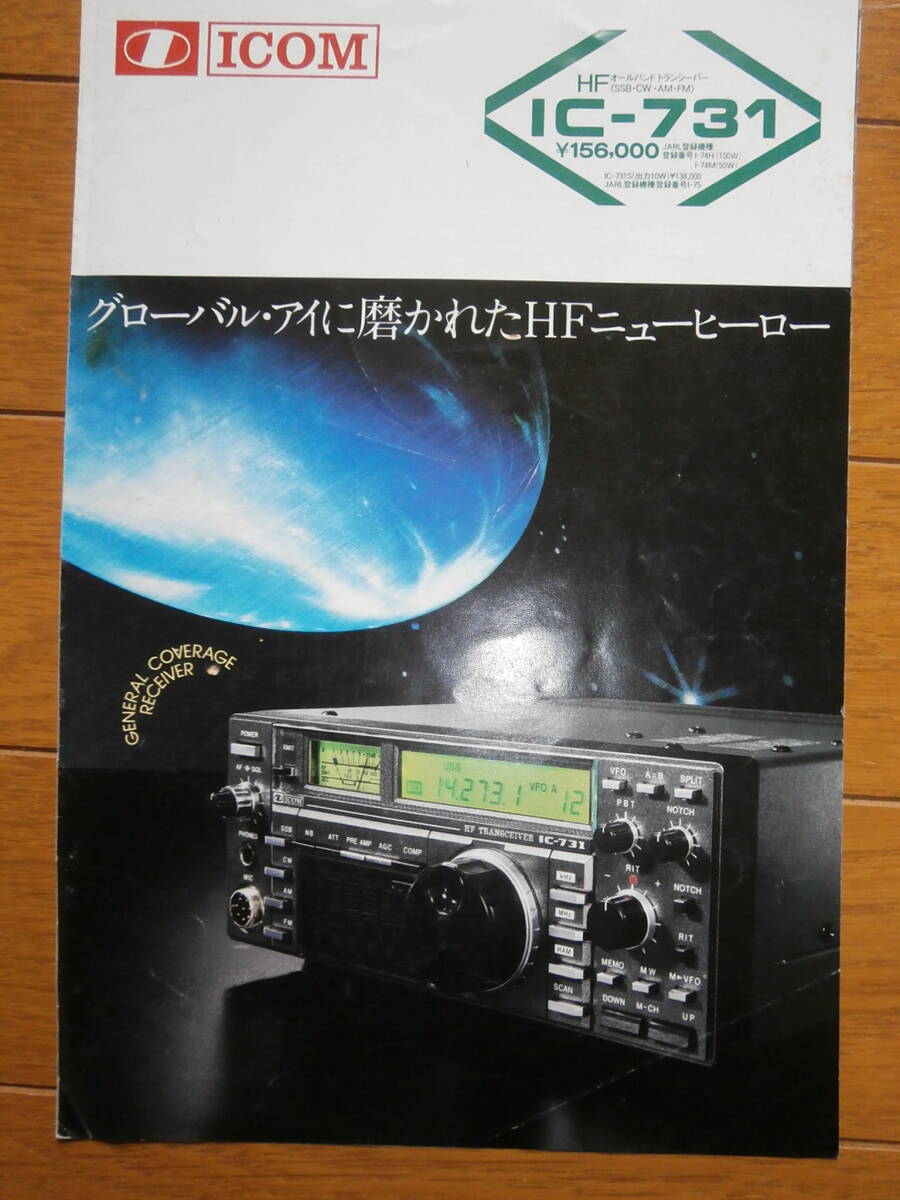 ICOM
HF オールバンドトランシーバー
(SSB・CW・AM・FM)
IC-731
¥156,000 JARL登録機種
登録番号I-74H(100W)
I-74M(50W)
IC-731S(出力10W)¥138,000
JARL登録機種登録番号I-75
グローバル・アイに磨かれたHFニューヒーロー
GENERAL COVERAGE
RECEIVER
POWER
XMIT
AF SQL
PHONES
MIC
ICOM
SSB
CW
AM
FM
NB ATT PRE AMP AGC COMP
USB
14.273.1 VFO A 12
HF TRANSCEIVER IC-731
kHz
MHz
HAM
SCAN
VFO A=B SPLIT
PBT NOTCH
RIT
- +
NOTCH
RIT
MEMO MW M►VFO
DOWN M-CH UP